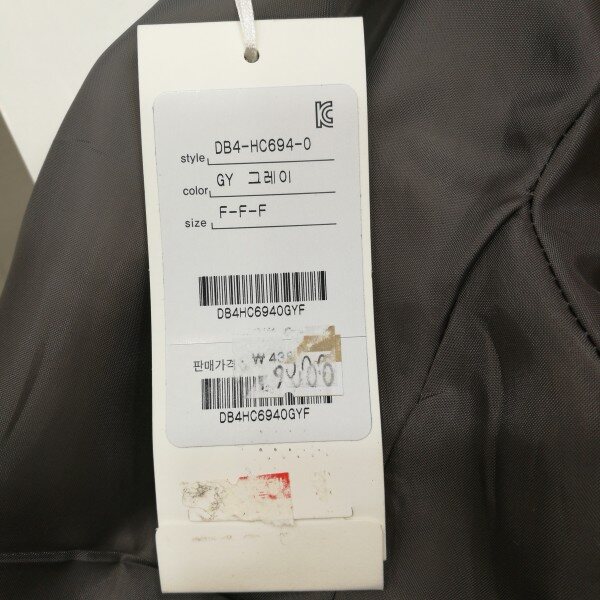 style DB4-HC694-0
color GY 그레이
size F-F-F
DB4HC6940GYF
판매가격
DB4HC6940GYF